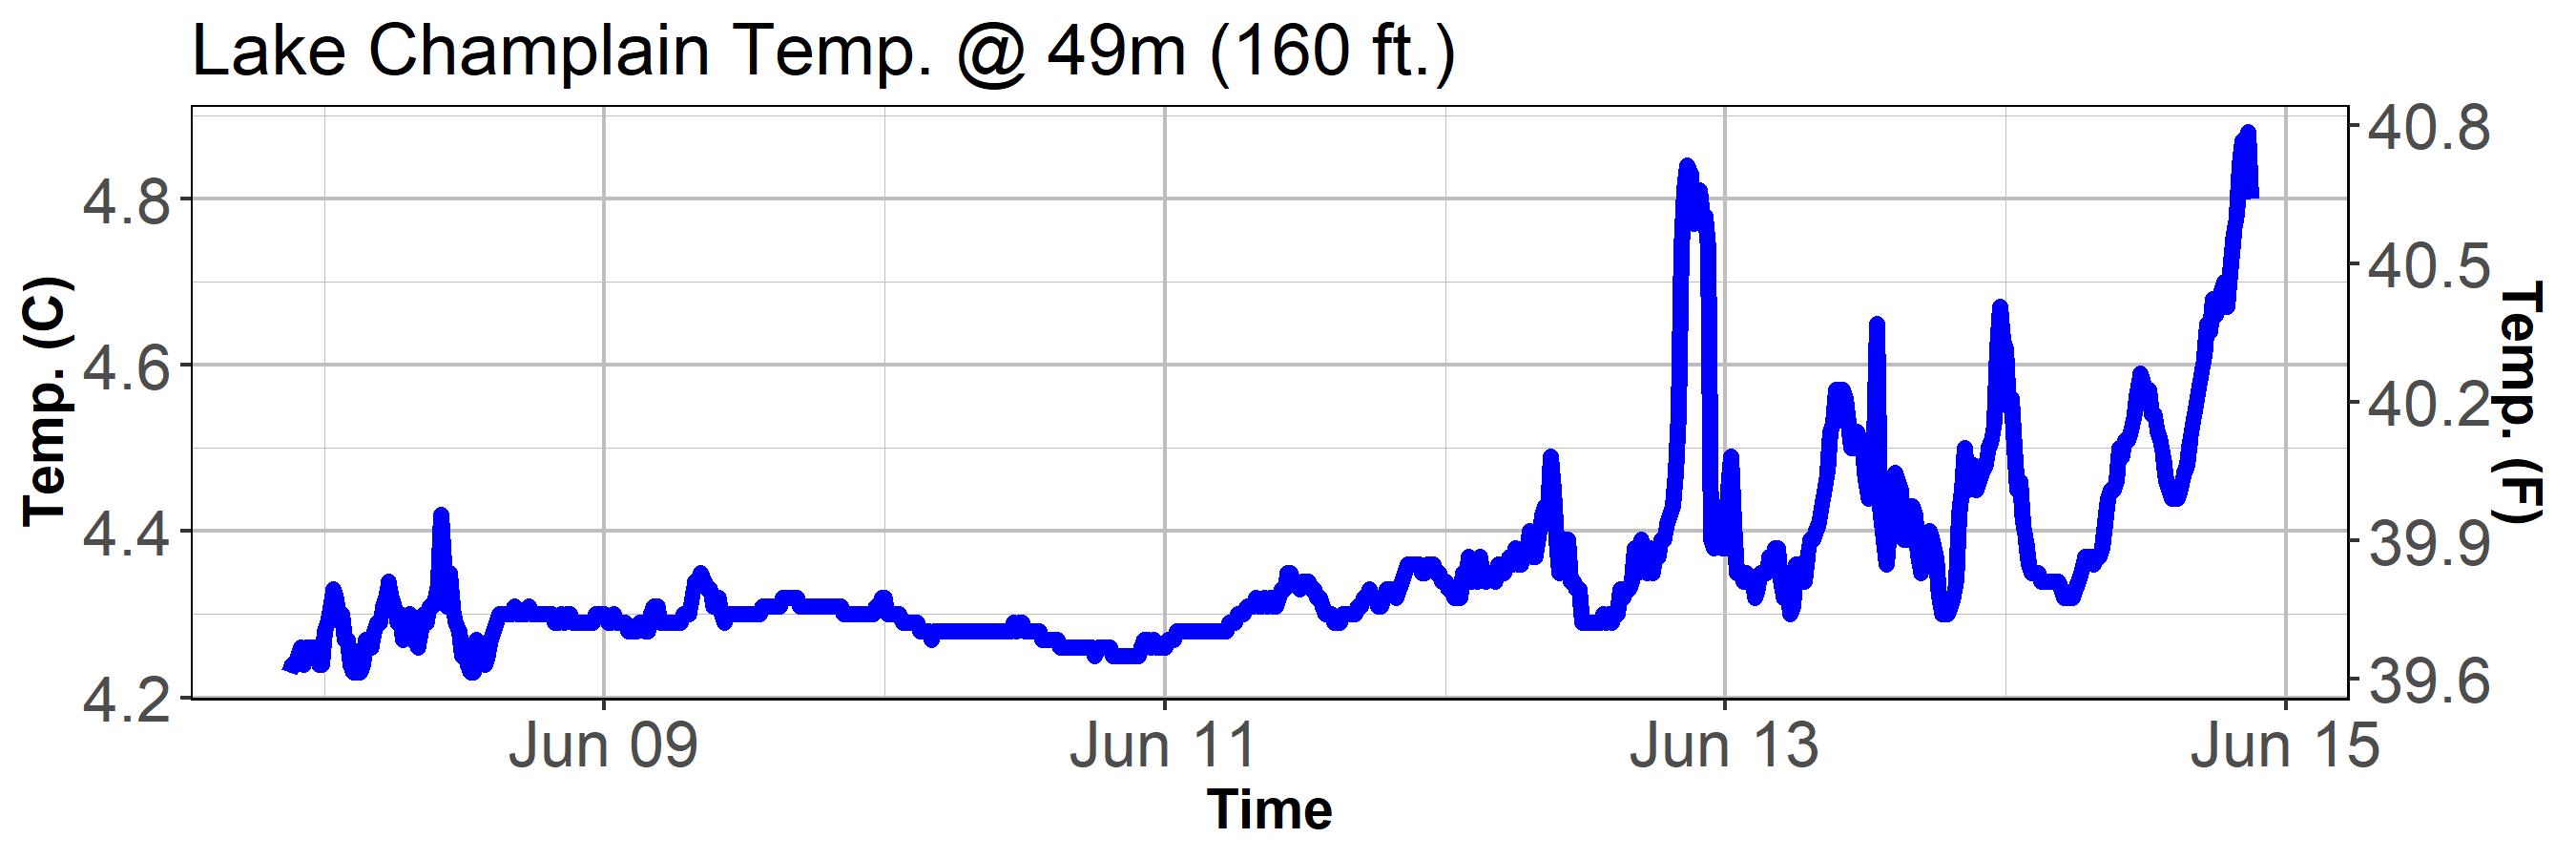 Lake Champlain Temp. @ 49m (160 ft.)
Temp. (C)
4.8
4.6
4.4
4.2
40.8
40.5
40.2
39.9
39.6
Temp. (F)
Jun 09
Jun 11
Jun 13
Jun 15
Time